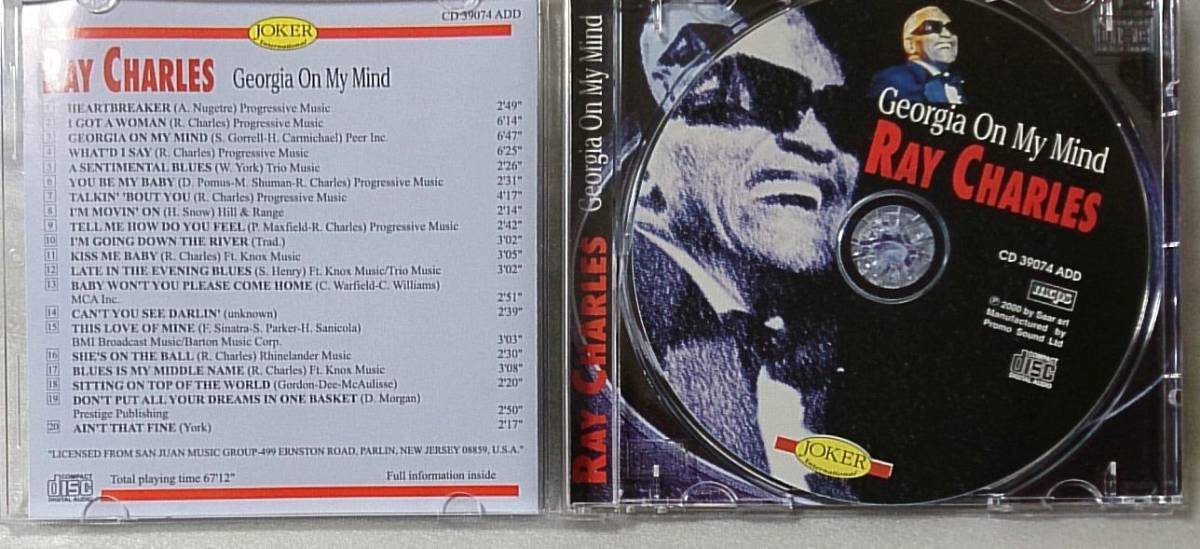 CD 39074 ADD
JOKER
International
RAY CHARLES Georgia On My Mind
1 HEARTBREAKER (A. Nugetre) Progressive Music 2'49"
2 I GOT A WOMAN (R. Charles) Progressive Music 6'14"
3 GEORGIA ON MY MIND (S. Gorrell-H. Carmichael) Peer Inc. 6'47"
4 WHAT'D I SAY (R. Charles) Progressive Music 6'25"
5 A SENTIMENTAL BLUES (W. York) Trio Music 2'26"
6 YOU BE MY BABY (D. Pomus-M. Shuman-R. Charles) Progressive Music 2'31"
7 TALKIN' 'BOUT YOU (R. Charles) Progressive Music 4'17"
8 I'M MOVIN' ON (H. Snow) Hill & Range 2'14"
9 TELL ME HOW DO YOU FEEL (P. Maxfield-R. Charles) Progressive Music 2'42"
10 I'M GOING DOWN THE RIVER (Trad.) 3'02"
11 KISS ME BABY (R. Charles) Ft. Knox Music 3'05"
12 LATE IN THE EVENING BLUES (S. Henry) Ft. Knox Music/Trio Music 3'02"
13 BABY WON'T YOU PLEASE COME HOME (C. Warfield-C. Williams)
MCA Inc. 2'51"
14 CAN'T YOU SEE DARLIN' (unknown) 2'39"
15 THIS LOVE OF MINE (F. Sinatra-S. Parker-H. Sanicola)
BMI Broadcast Music/Barton Music Corp. 3'03"
16 SHE'S ON THE BALL (R. Charles) Rhinelander Music 2'30"
17 BLUES IS MY MIDDLE NAME (R. Charles) Ft. Knox Music 3'08"
18 SITTING ON TOP OF THE WORLD (Gordon-Dee-McAulisse) 2'20"
19 DON'T PUT ALL YOUR DREAMS IN ONE BASKET (D. Morgan)
Prestige Publishing 2'50"
20 AIN'T THAT FINE (York) 2'17"
"LICENSED FROM SAN JUAN MUSIC GROUP-499 ERNSTON ROAD, PARLIN, NEW JERSEY 08859, U.S.A."
COMPACT
disc
DIGITAL AUDIO
Total playing time 67'12" Full information inside
RAY CHARLES Georgia On My Mind
Georgia On My Mind
RAY CHARLES
CD 39074 ADD
mcps
℗ 2000 by Saar srl
Manufactured by
Promo Sound Ltd
COMPACT
disc
DIGITAL AUDIO
JOKER
International